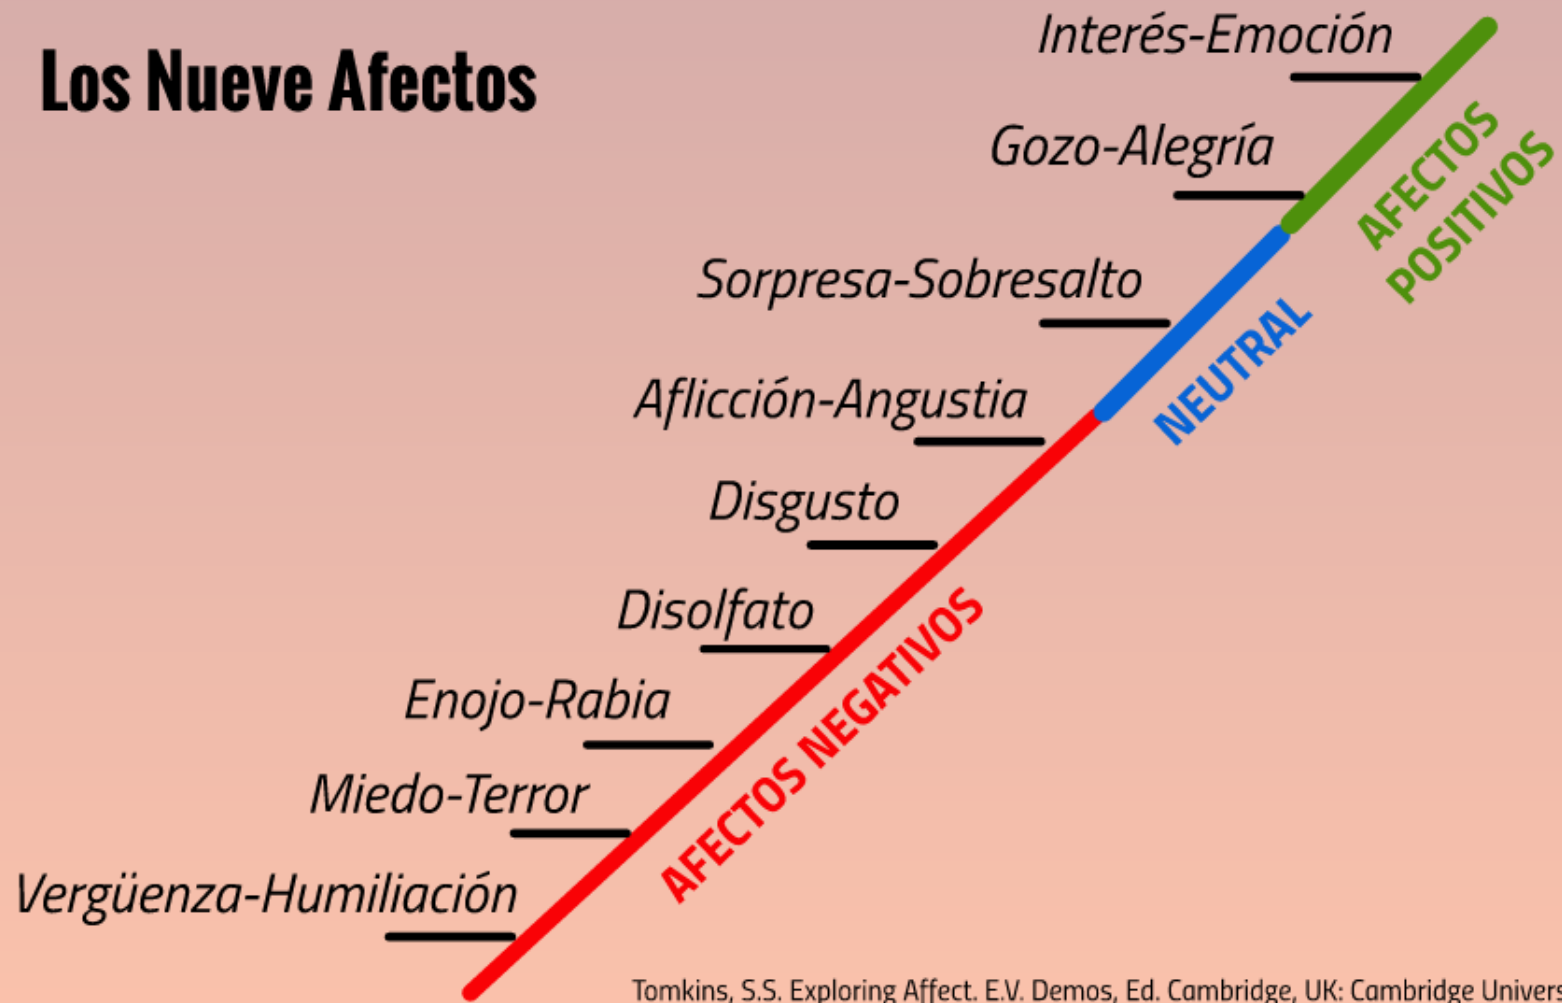 Los Nueve Afectos
Interés-Emoción
Gozo-Alegría
Sorpresa-Sobresalto
Aflicción-Angustia
Disgusto
Disolfato
Enojo-Rabia
Miedo-Terror
Vergüenza-Humiliación
AFECTOS
POSITIVOS
NEUTRAL
AFECTOS NEGATIVOS
Tomkins, S.S. Exploring Affect. E.V. Demos, Ed. Cambridge, UK: Cambridge